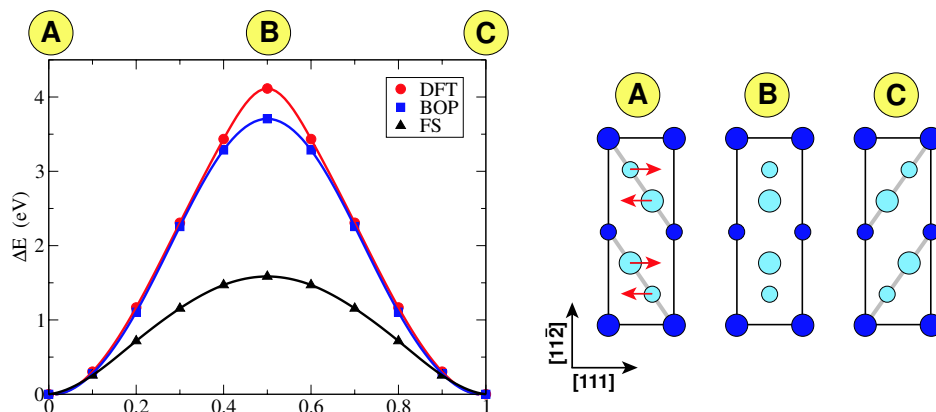 A B C
4
3
2
1
0
ΔE (eV)
DFT
BOP
FS
0 0.2 0.4 0.6 0.8 1
A B C
[112̄]
[111]